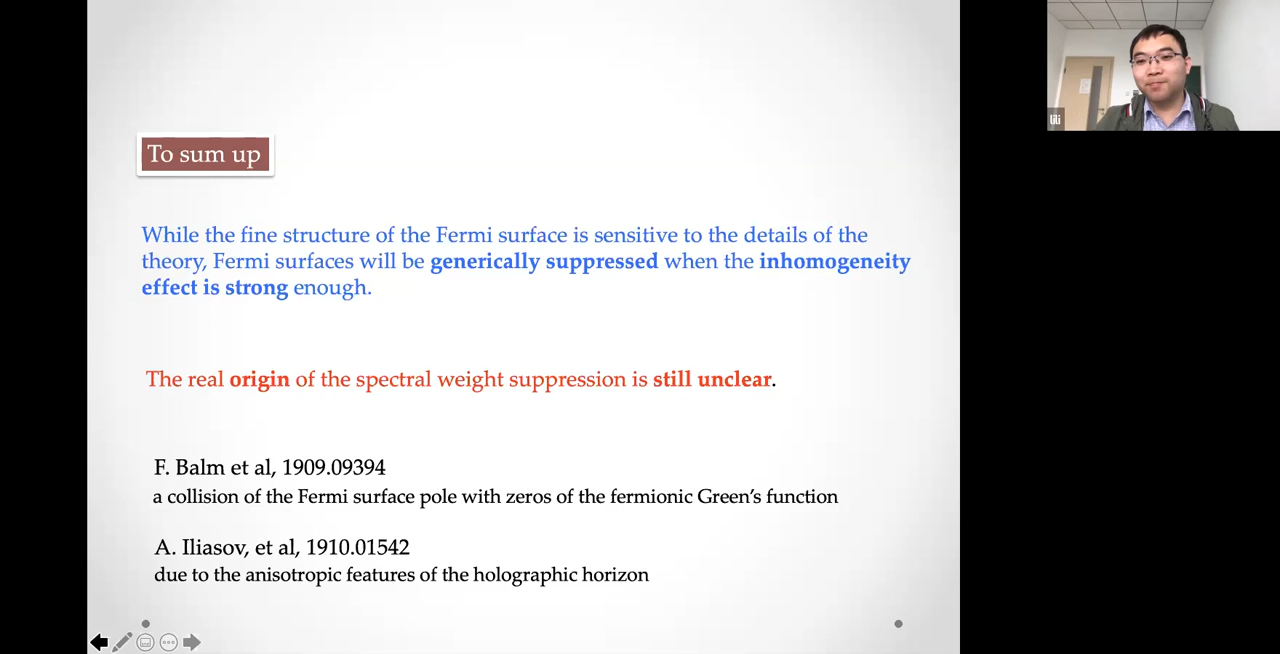 To sum up
While the fine structure of the Fermi surface is sensitive to the details of the
theory, Fermi surfaces will be generically suppressed when the inhomogeneity
effect is strong enough.
The real origin of the spectral weight suppression is still unclear.
F. Balm et al, 1909.09394
a collision of the Fermi surface pole with zeros of the fermionic Green's function
A. Iliasov, et al, 1910.01542
due to the anisotropic features of the holographic horizon
lili